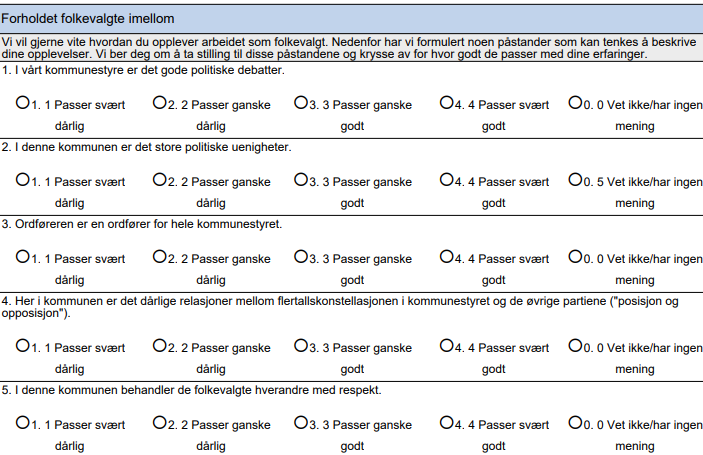 Forholdet folkevalgte imellom
Vi vil gjerne vite hvordan du opplever arbeidet som folkevalgt. Nedenfor har vi formulert noen påstander som kan tenkes å beskrive
dine opplevelser. Vi ber deg om å ta stilling til disse påstandene og krysse av for hvor godt de passer med dine erfaringer.
1. I vårt kommunestyre er det gode politiske debatter.
1. 1 Passer svært dårlig 2. 2 Passer ganske dårlig 3. 3 Passer ganske godt 4. 4 Passer svært godt 0. 0 Vet ikke/har ingen mening
2. I denne kommunen er det store politiske uenigheter.
1. 1 Passer svært dårlig 2. 2 Passer ganske dårlig 3. 3 Passer ganske godt 4. 4 Passer svært godt 0. 5 Vet ikke/har ingen mening
3. Ordføreren er en ordfører for hele kommunestyret.
1. 1 Passer svært dårlig 2. 2 Passer ganske dårlig 3. 3 Passer ganske godt 4. 4 Passer svært godt 0. 0 Vet ikke/har ingen mening
4. Her i kommunen er det dårlige relasjoner mellom flertallskonstellasjonen i kommunestyret og de øvrige partiene ("posisjon og
opposisjon").
1. 1 Passer svært dårlig 2. 2 Passer ganske dårlig 3. 3 Passer ganske godt 4. 4 Passer svært godt 0. 0 Vet ikke/har ingen mening
5. I denne kommunen behandler de folkevalgte hverandre med respekt.
1. 1 Passer svært dårlig 2. 2 Passer ganske dårlig 3. 3 Passer ganske godt 4. 4 Passer svært godt 0. 0 Vet ikke/har ingen mening